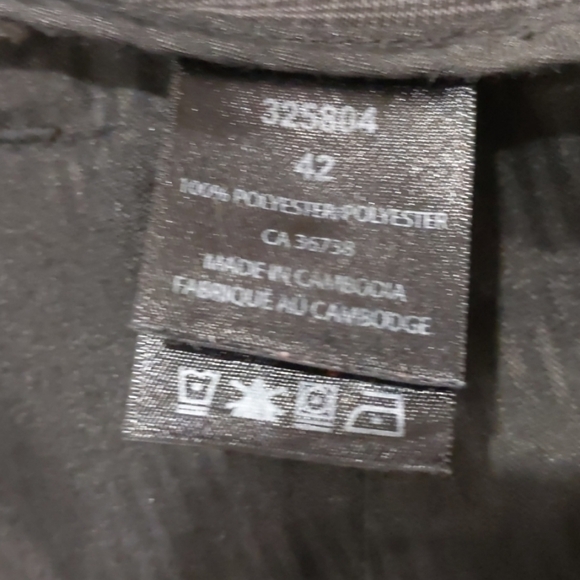 325804
42
100% POLYESTER-POLYESTER
CA 36738
MADE IN CAMBODIA
FABRIQUE AU CAMBODGE